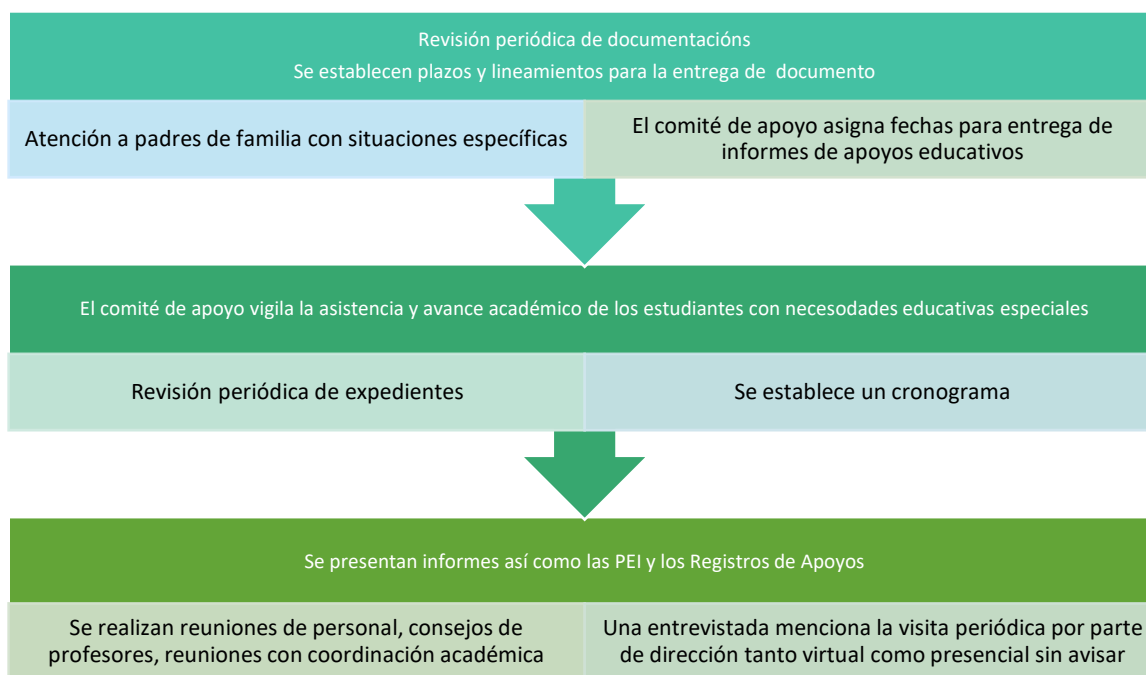 Revisión periódica de documentacións
Se establecen plazos y lineamientos para la entrega de documento
Atención a padres de familia con situaciones específicas
El comité de apoyo asigna fechas para entrega de
informes de apoyos educativos
El comité de apoyo vigila la asistencia y avance académico de los estudiantes con necesodades educativas especiales
Revisión periódica de expedientes
Se establece un cronograma
Se presentan informes así como las PEI y los Registros de Apoyos
Se realizan reuniones de personal, consejos de
profesores, reuniones con coordinación académica
Una entrevistada menciona la visita periódica por parte
de dirección tanto virtual como presencial sin avisar